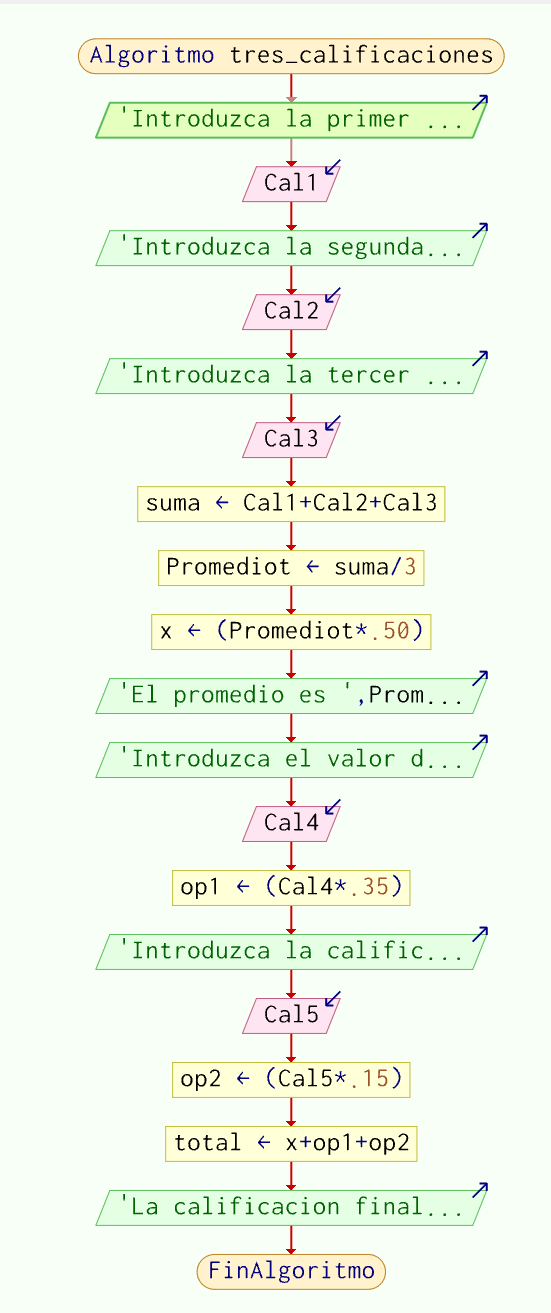 Algoritmo tres_calificaciones
'Introduzca la primer ...
Cal1
'Introduzca la segunda...
Cal2
'Introduzca la tercer ...
Cal3
suma ← Cal1+Cal2+Cal3
Promediot ← suma/3
x ← (Promediot*.50)
'El promedio es ',Prom...
'Introduzca el valor d...
Cal4
op1 ← (Cal4*.35)
'Introduzca la calific...
Cal5
op2 ← (Cal5*.15)
total ← x+op1+op2
'La calificacion final...
FinAlgoritmo